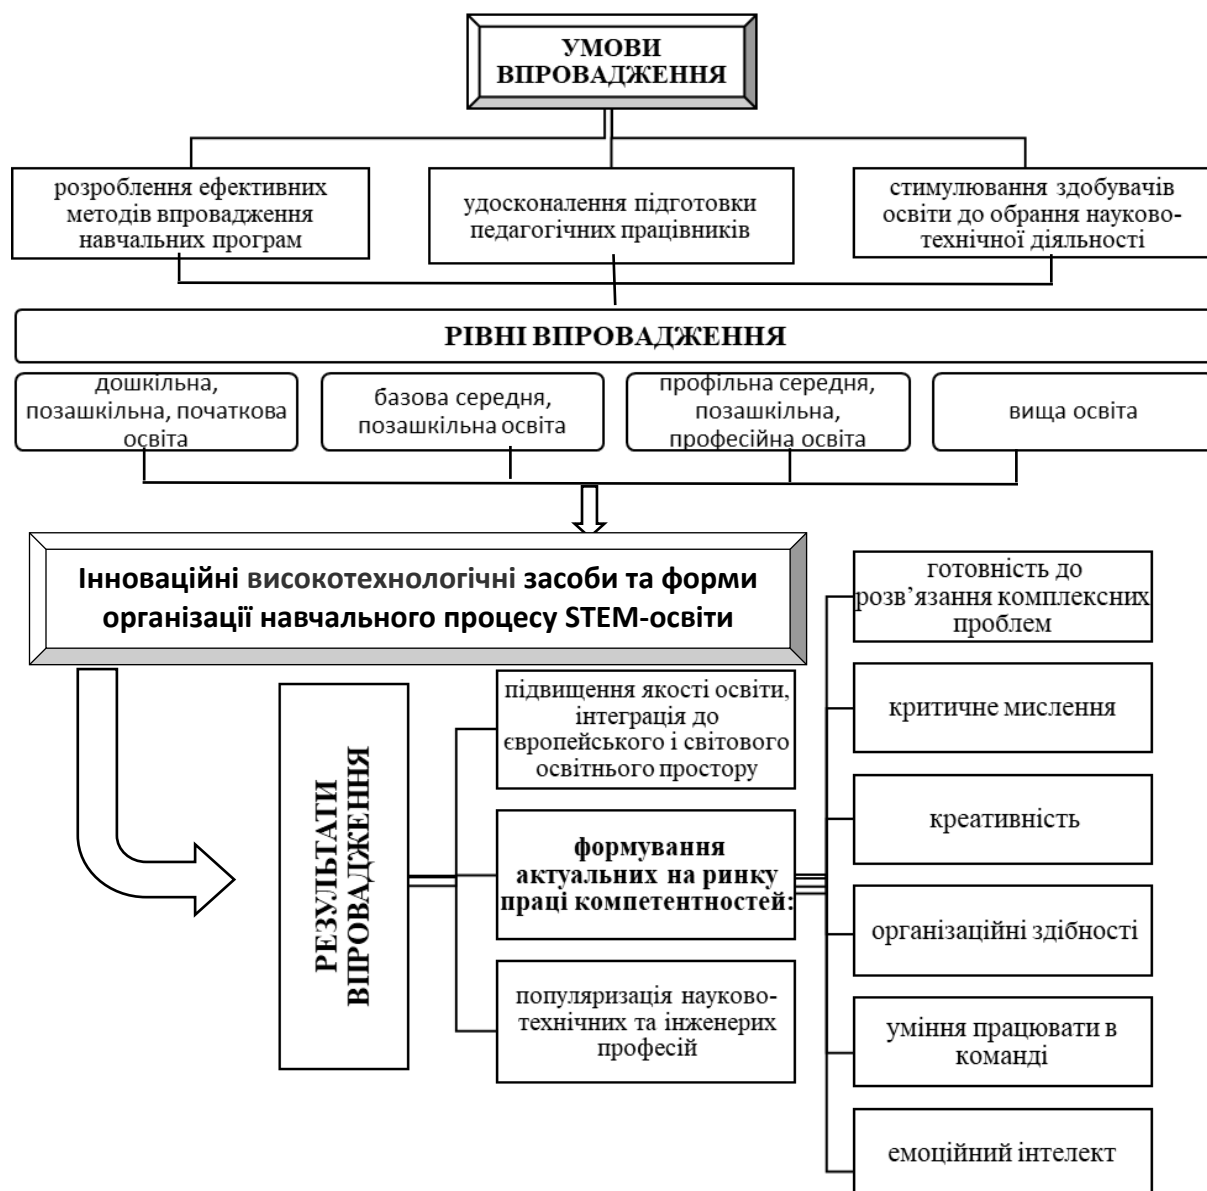 УМОВИ
ВПРОВАДЖЕННЯ
розроблення ефективних
методів впровадження
навчальних програм
удосконалення підготовки
педагогічних працівників
стимулювання здобувачів
освіти до обрання науково-
технічної діяльності
РІВНІ ВПРОВАДЖЕННЯ
дошкільна,
позашкільна, початкова
освіта
базова середня,
позашкільна освіта
профільна середня,
позашкільна,
професійна освіта
вища освіта
Інноваційні високотехнологічні засоби та форми
організації навчального процесу STEM-освіти
РЕЗУЛЬТАТИ
ВПРОВАДЖЕННЯ
підвищення якості освіти,
інтеграція до
європейського і світового
освітнього простору
формування
актуальних на ринку
праці компетентностей:
популяризація науково-
технічних та інженерих
професій
готовність до
розв’язання комплексних
проблем
критичне мислення
креативність
організаційні здібності
уміння працювати в
команді
емоційний інтелект